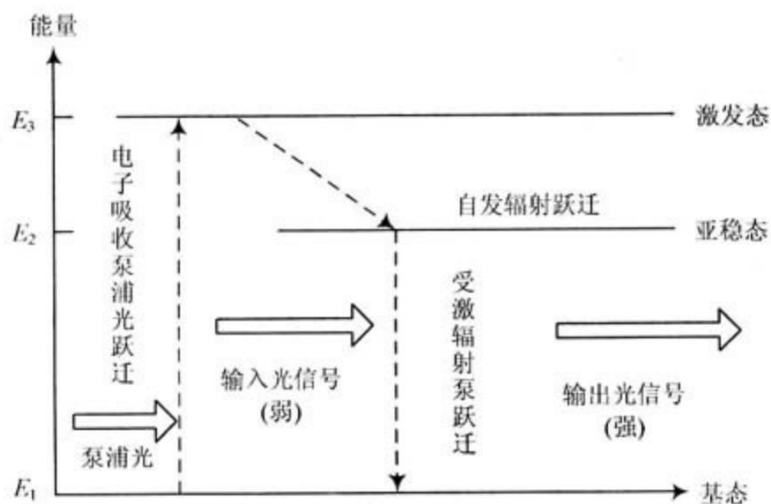 能量
E3
激发态
电子吸收泵浦光跃迁
自发辐射跃迁
E2
亚稳态
受激辐射泵跃迁
输入光信号
(弱)
输出光信号
(强)
泵浦光
E1
基态